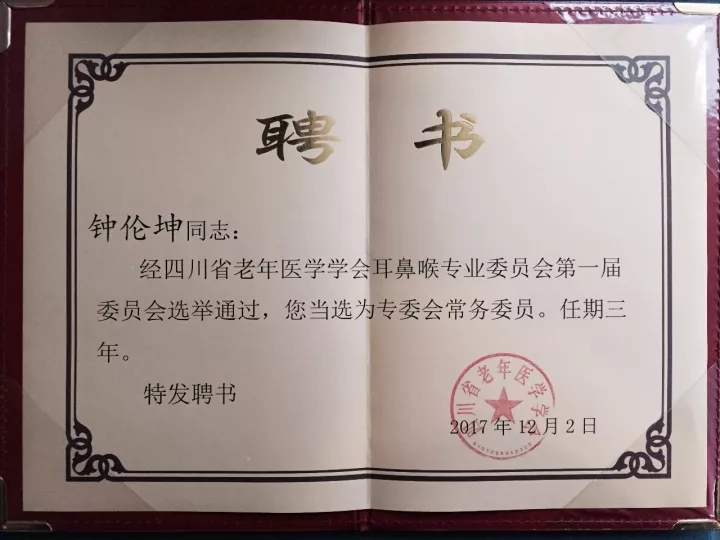 聘书
钟伦坤同志：
经四川省老年医学学会耳鼻喉专业委员会第一届
委员会选举通过，您当选为专委会常务委员。任期三
年。
特发聘书
四川省老年医学学会
2017年12月2日